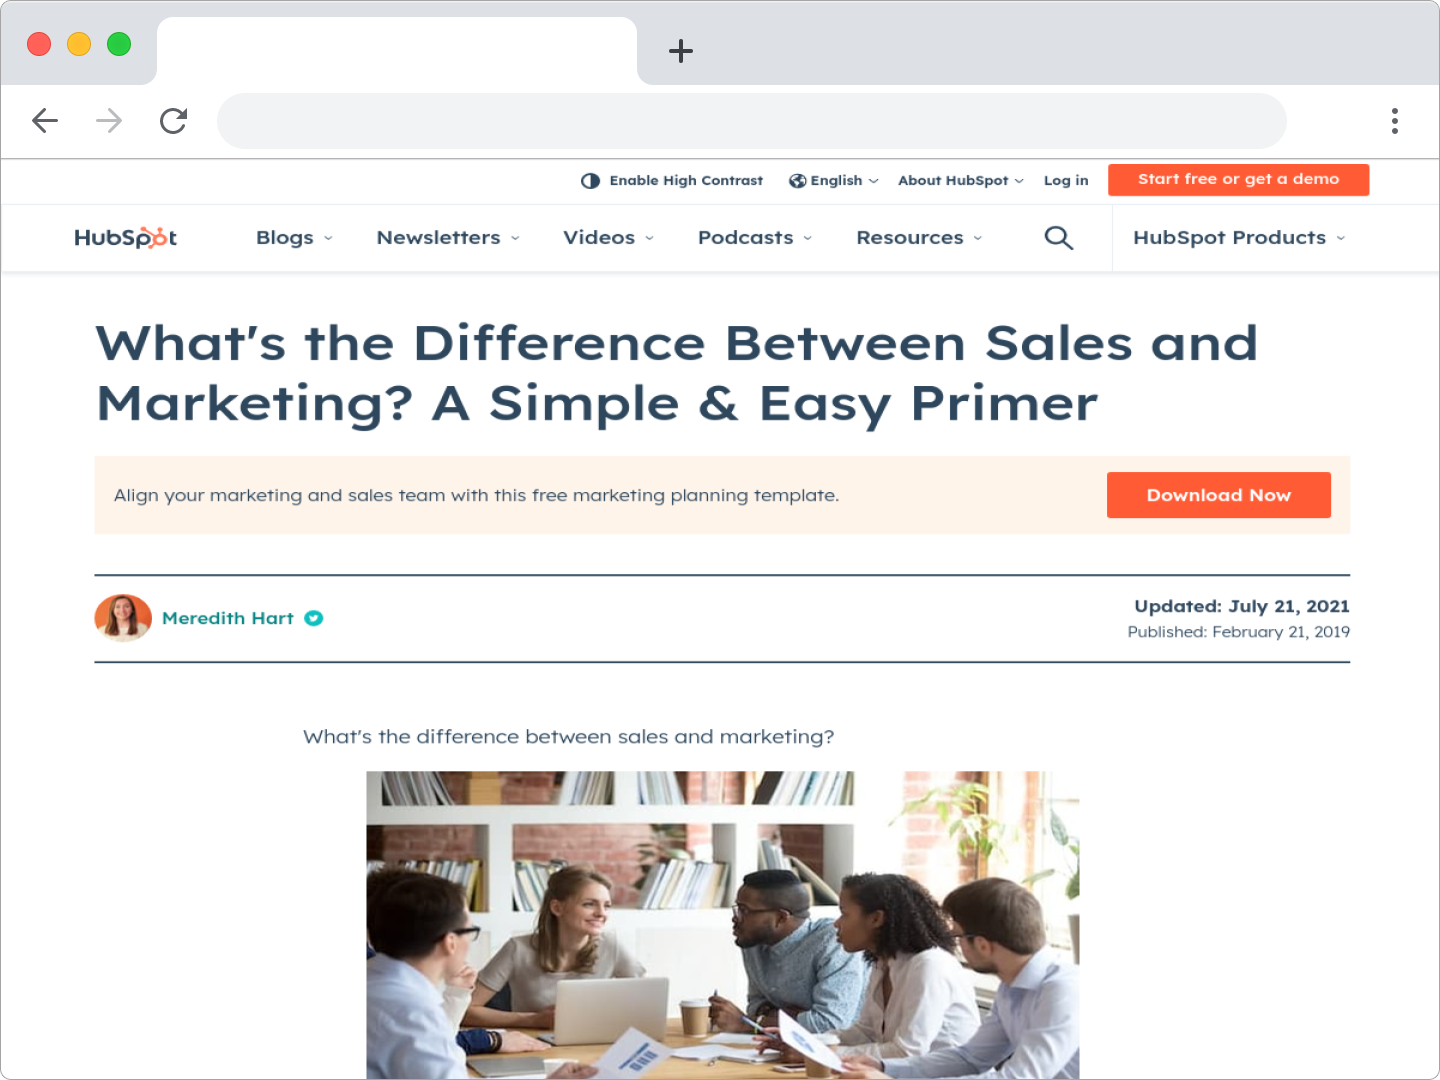 Enable High Contrast English About HubSpot Log in Start free or get a demo
HubSpot Blogs Newsletters Videos Podcasts Resources HubSpot Products
What's the Difference Between Sales and
Marketing? A Simple & Easy Primer
Align your marketing and sales team with this free marketing planning template. Download Now
Meredith Hart
Updated: July 21, 2021
Published: February 21, 2019
What's the difference between sales and marketing?